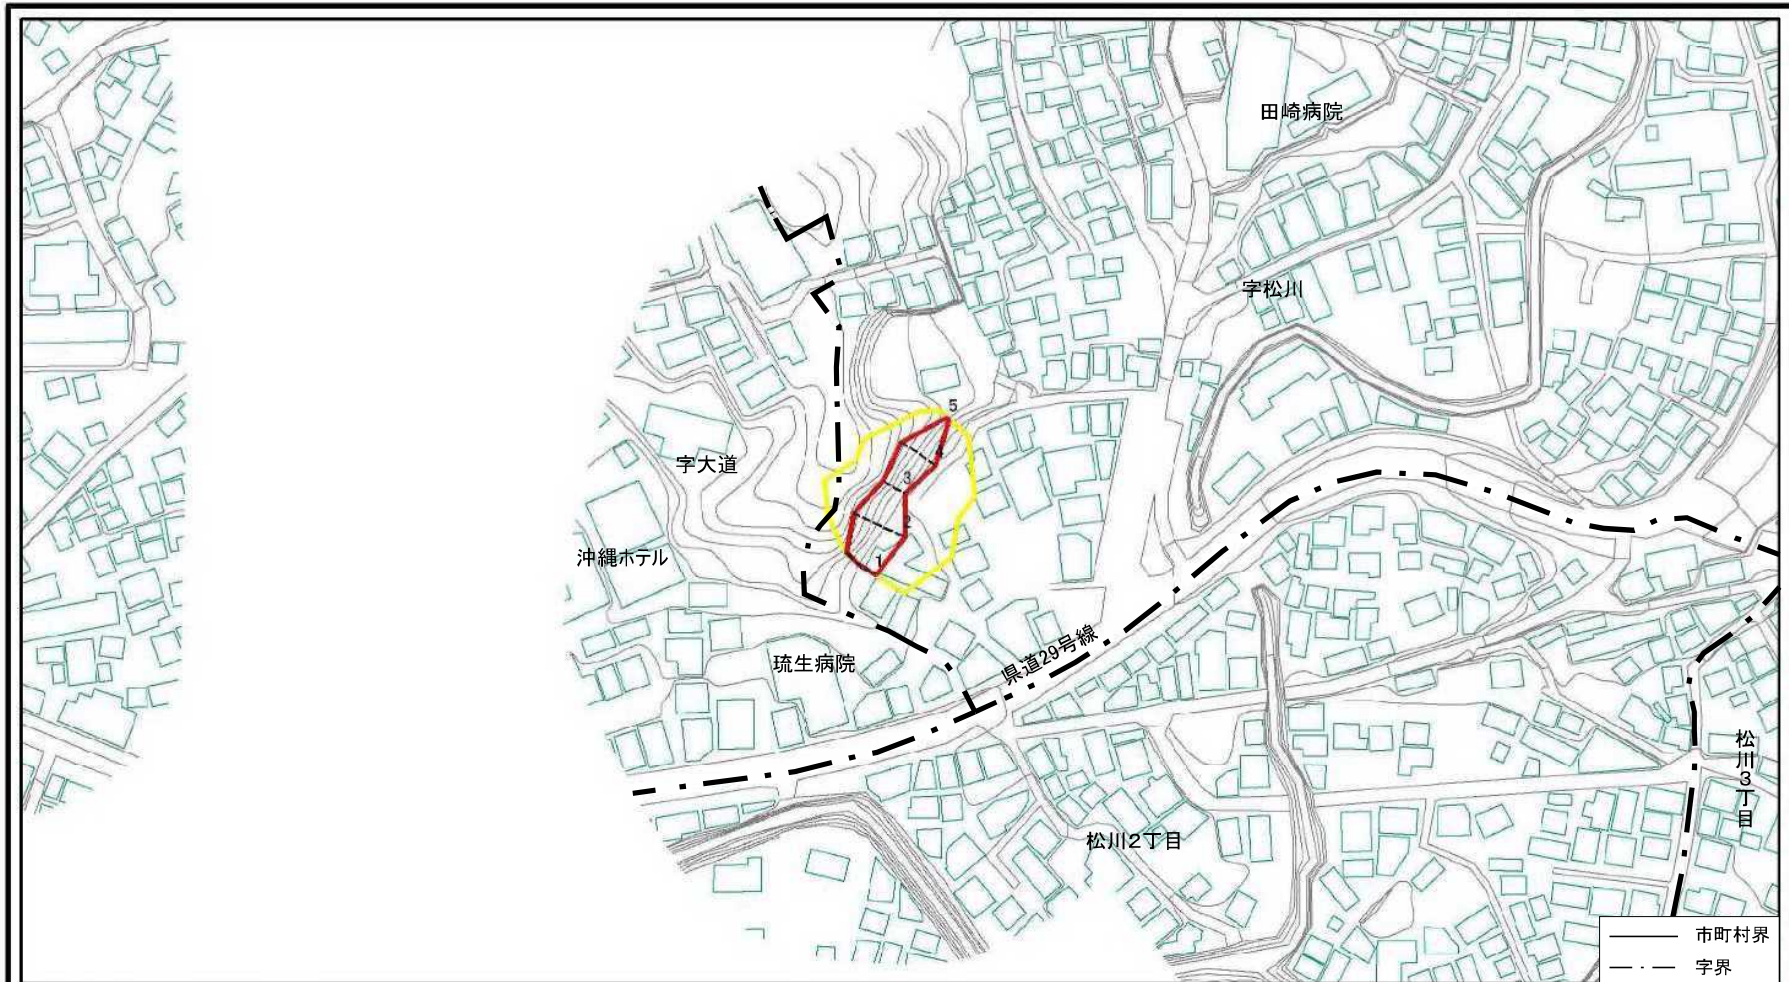 田崎病院
字松川
5
字大道
4
3
2
沖縄ホテル
1
県道29号線
琉生病院
松川3丁目
松川2丁目
市町村界
字界